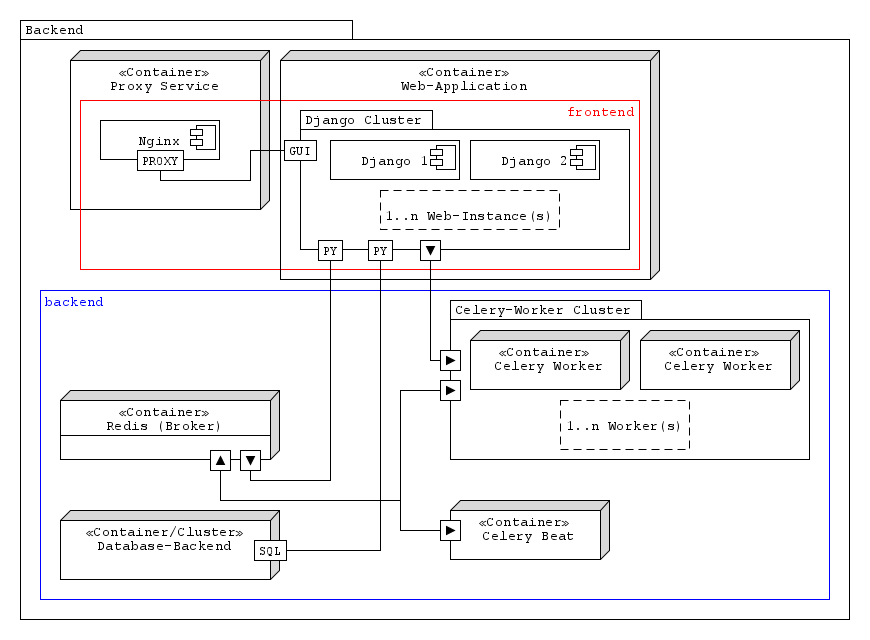 Backend
«Container»
Proxy Service
«Container»
Web-Application
frontend
Django Cluster
Nginx
PROXY
GUI
Django 1
Django 2
1..n Web-Instance(s)
PY
PY
▼
backend
Celery-Worker Cluster
▶
«Container»
Celery Worker
«Container»
Celery Worker
▶
«Container»
Redis (Broker)
1..n Worker(s)
▲
▼
«Container/Cluster»
Database-Backend
SQL
▶
«Container»
Celery Beat